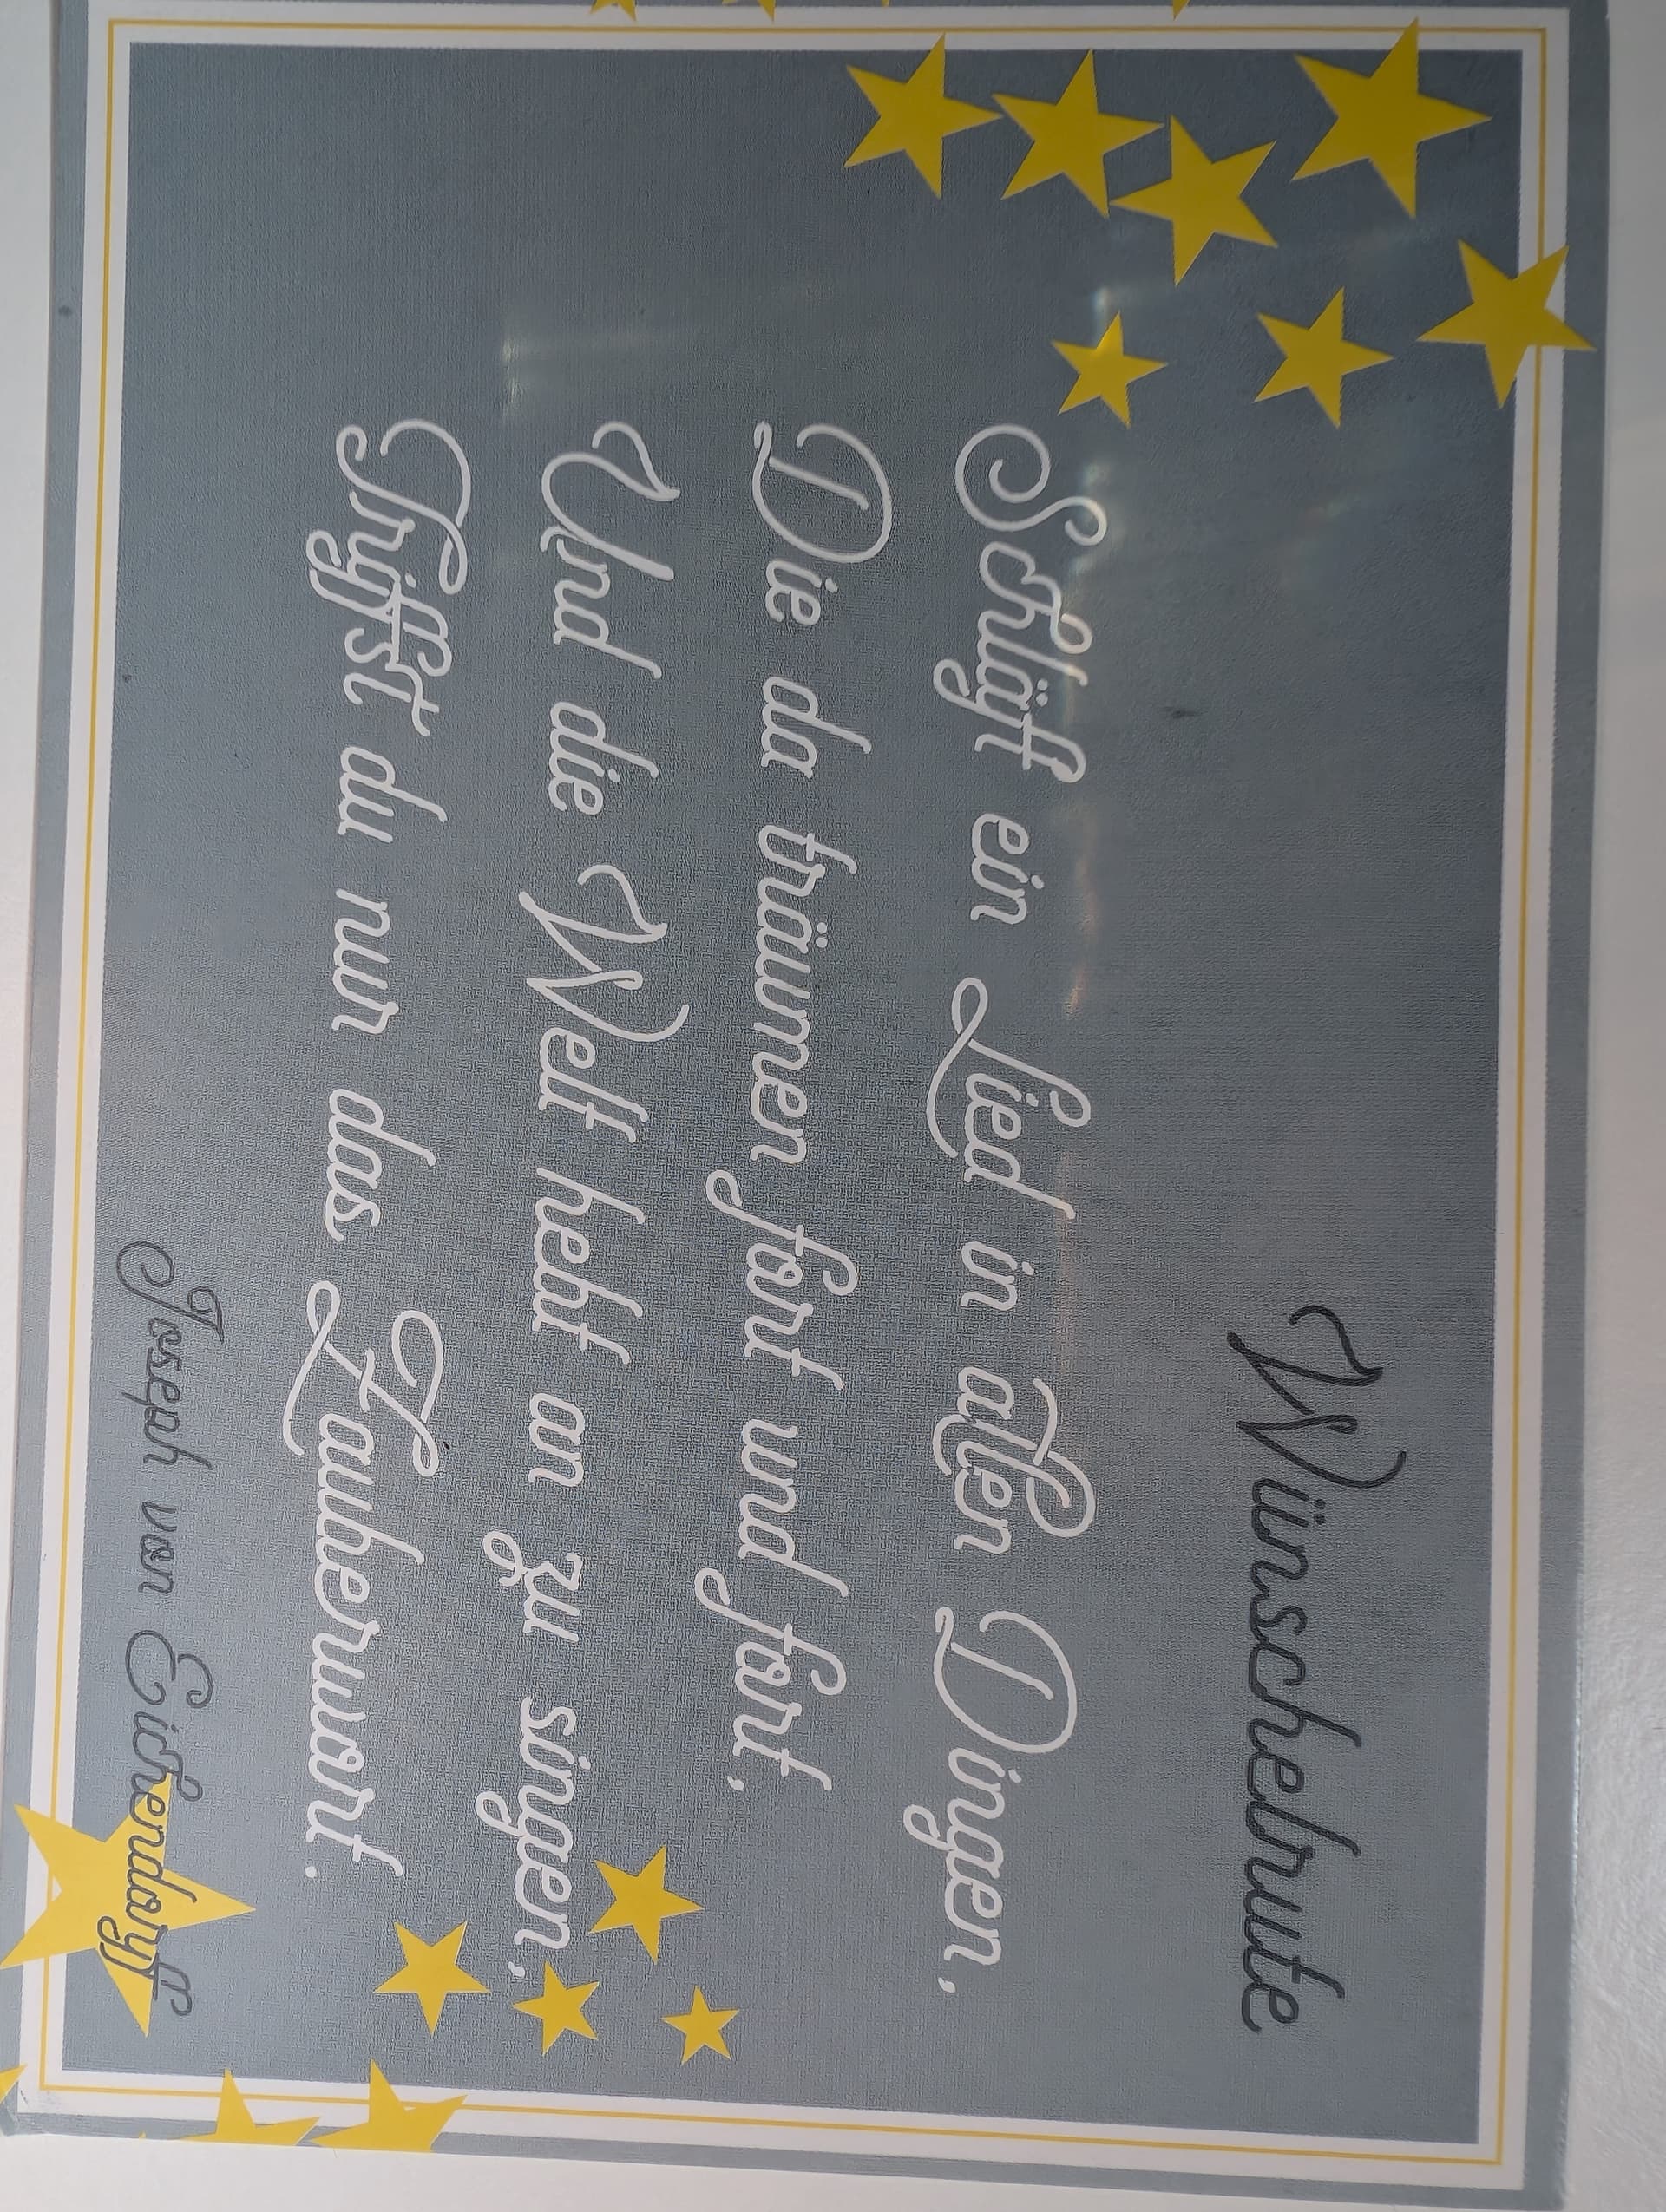 Wünschelrute
Schläft ein Lied in allen Dingen,
Die da träumen fort und fort,
Und die Welt hebt an zu singen,
Triffst du nur das Zauberwort.
Joseph von Eichendorff